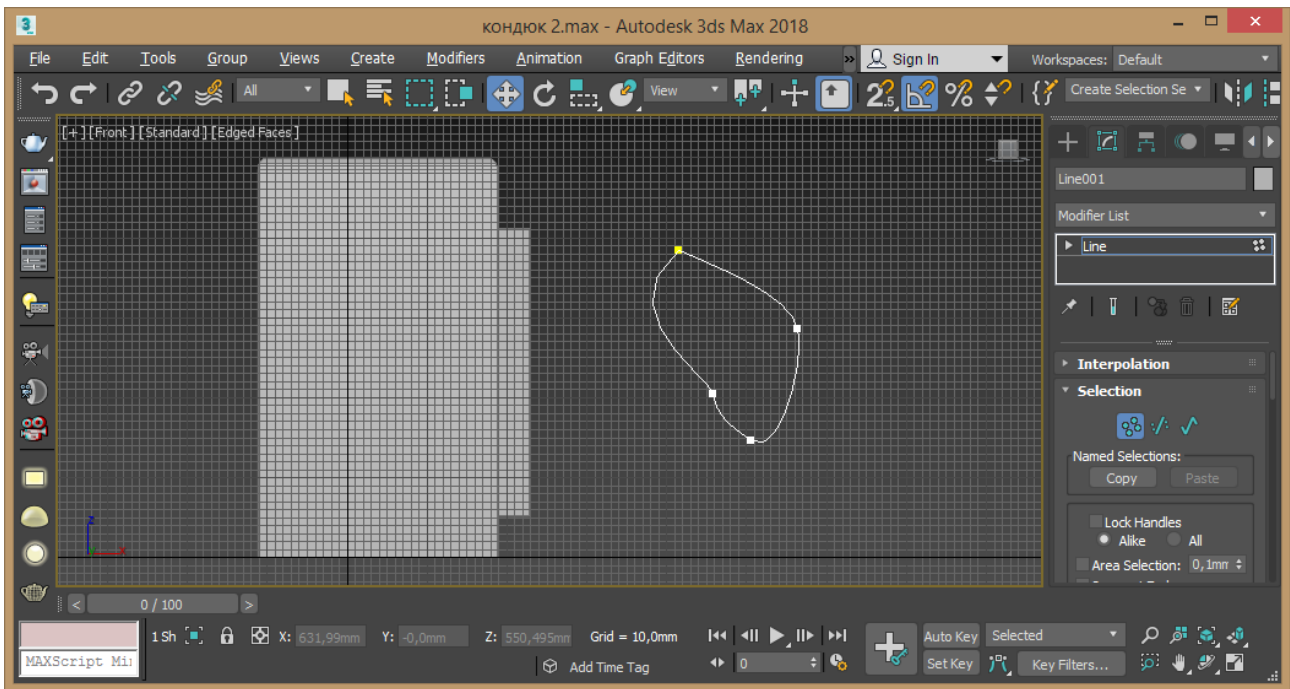 кондюк 2.max - Autodesk 3ds Max 2018
File Edit Tools Group Views Create Modifiers Animation Graph Editors Rendering » Sign In Workspaces: Default
All View Create Selection Se
[+] [Front ] [Standard ] [Edged Faces ]
Line001
Modifier List
Line
Interpolation
Selection
Named Selections:
Copy Paste
Lock Handles
Alike All
Area Selection: 0,1mm
z
x
0 / 100
1 Sh X: 631,99mm Y: -0,0mm Z: 550,495mm Grid = 10,0mm Auto Key Selected
MAXScript Mi Add Time Tag 0 Set Key Key Filters...